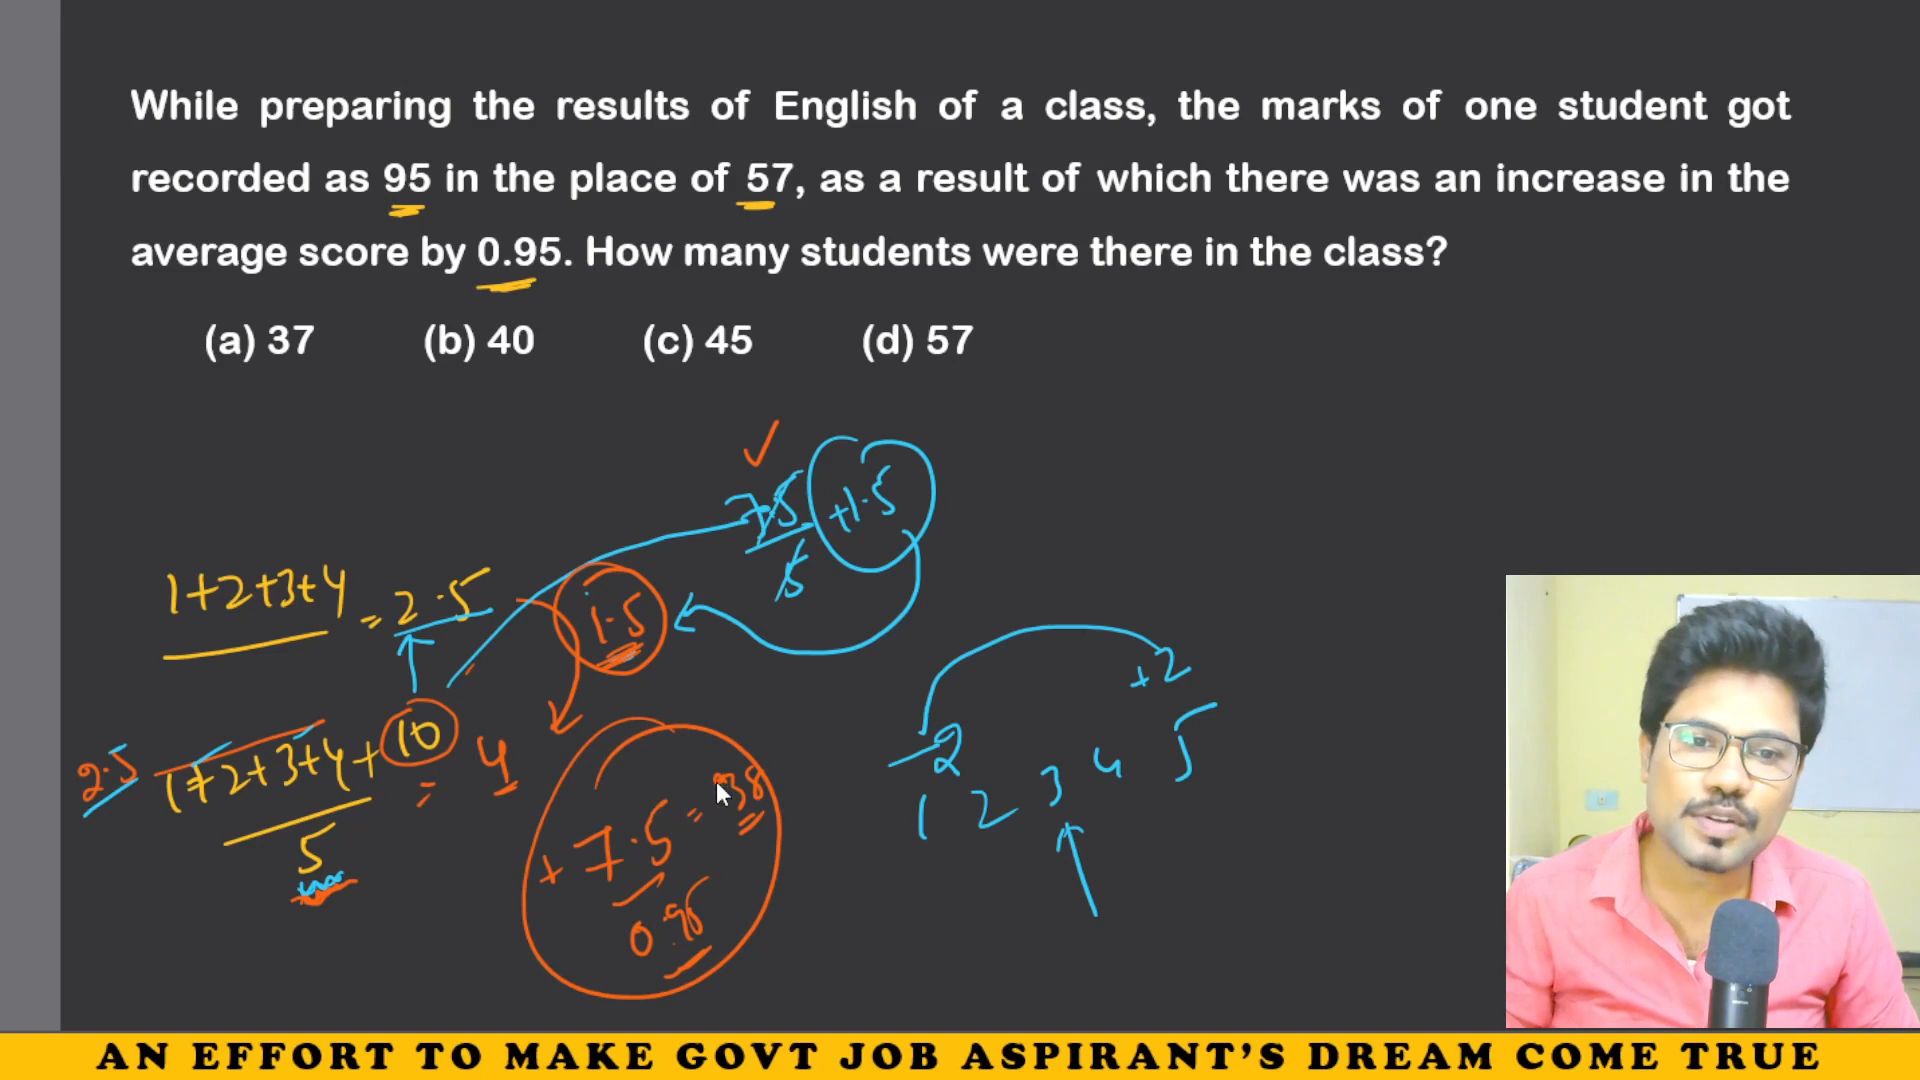 While preparing the results of English of a class, the marks of one student got
recorded as 95 in the place of 57, as a result of which there was an increase in the
average score by 0.95. How many students were there in the class?
(a) 37 (b) 40 (c) 45 (d) 57
7.5 +1.5
5
1+2+3+4 = 2.5
1.5
+2
-2
1 2 3 4 5
2.5 1+2+3+4+10 = 4
5
+7.5 = 38
0.95
AN EFFORT TO MAKE GOVT JOB ASPIRANT'S DREAM COME TRUE